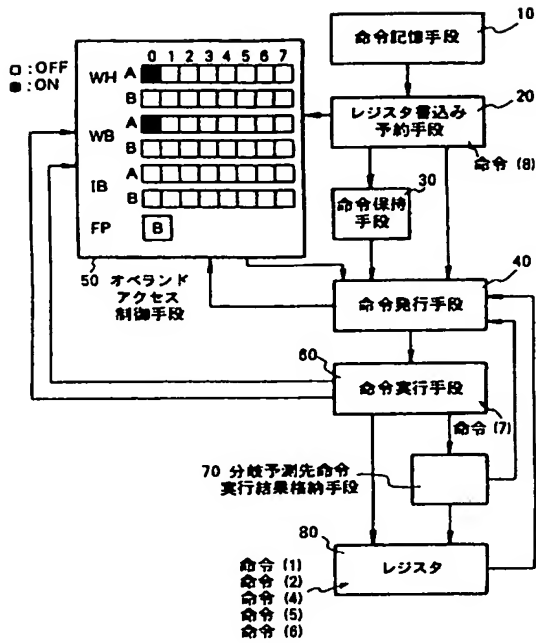 10
命令記憶手段
□:OFF
■:ON
0 1 2 3 4 5 6 7
WH A
B
WB A
B
IB A
B
FP B
50 オペランド
アクセス
制御手段
20
レジスタ書込み
予約手段
命令(8)
30
命令保持
手段
40
命令発行手段
60
命令実行手段
命令(7)
70 分岐予測先命令
実行結果格納手段
80
レジスタ
命令(1)
命令(2)
命令(4)
命令(5)
命令(6)